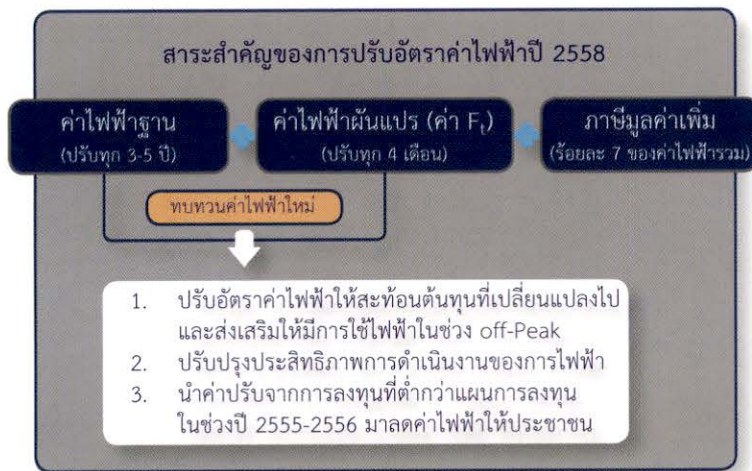 สาระสำคัญของการปรับอัตราค่าไฟฟ้าปี 2558
ค่าไฟฟ้าฐาน
(ปรับทุก 3-5 ปี)
ค่าไฟฟ้าผันแปร (ค่า Fₜ)
(ปรับทุก 4 เดือน)
ภาษีมูลค่าเพิ่ม
(ร้อยละ 7 ของค่าไฟฟ้ารวม)
ทบทวนค่าไฟฟ้าใหม่
1. ปรับอัตราค่าไฟฟ้าให้สะท้อนต้นทุนที่เปลี่ยนแปลงไป
และส่งเสริมให้มีการใช้ไฟฟ้าในช่วง off-Peak
2. ปรับปรุงประสิทธิภาพการดำเนินงานของการไฟฟ้า
3. นำค่าปรับจากการลงทุนที่ต่ำกว่าแผนการลงทุน
ในช่วงปี 2555-2556 มาลดค่าไฟฟ้าให้ประชาชน